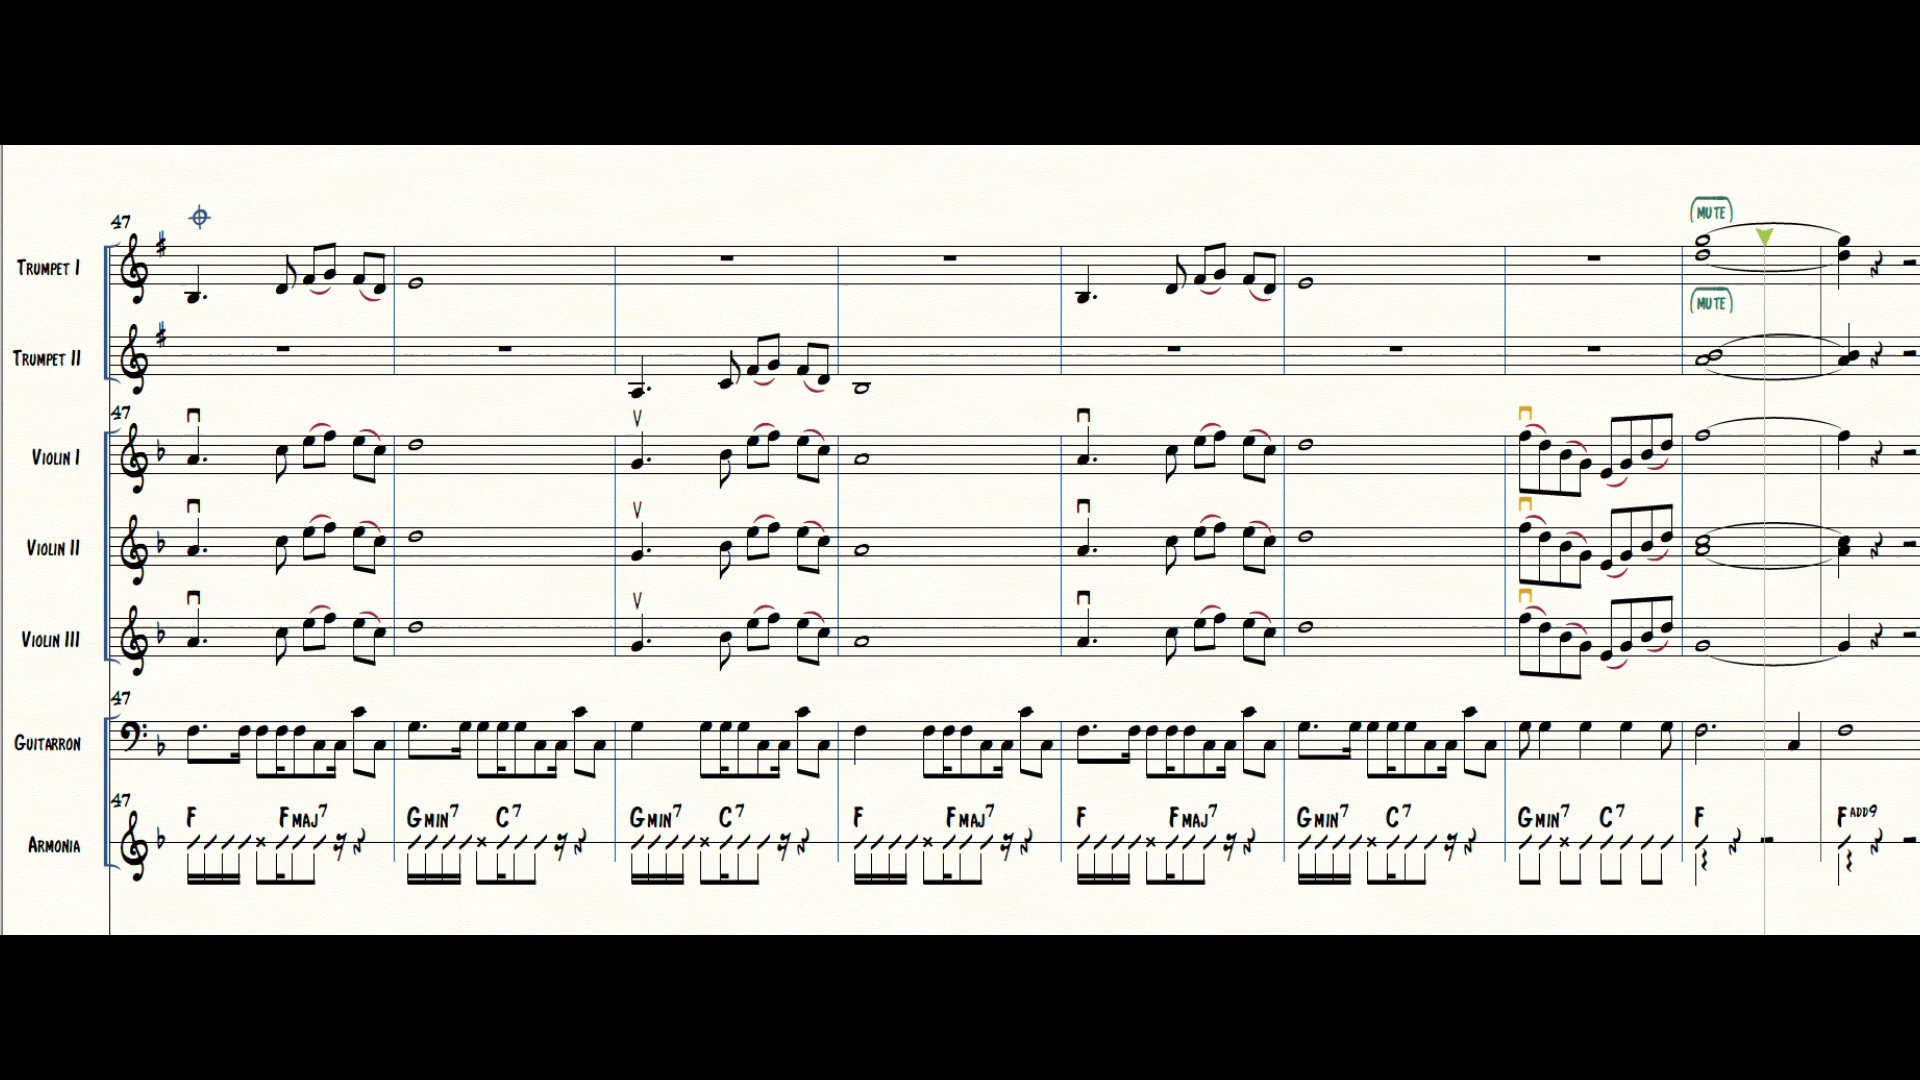 47
MUTE
TRUMPET I
MUTE
TRUMPET II
47
VIOLIN I
VIOLIN II
VIOLIN III
47
GUITARRON
47
F FMAJ7 GMIN7 C7 GMIN7 C7 F FMAJ7 F FMAJ7 GMIN7 C7 GMIN7 C7 F FADD9
ARMONIA